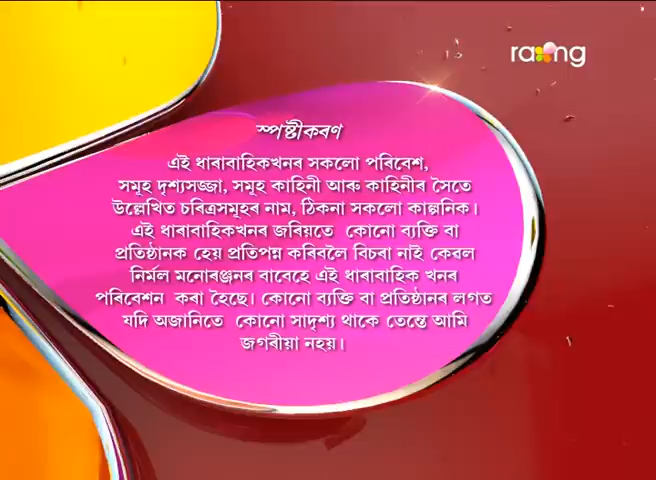 rang
স্পষ্টীকৰণ
এই ধাৰাবাহিকখনৰ সকলো পৰিবেশ,
সমূহ দৃশ্যসজ্জা, সমূহ কাহিনী আৰু কাহিনীৰ সৈতে
উল্লেখিত চৰিত্ৰসমূহৰ নাম, ঠিকনা সকলো কাল্পনিক।
এই ধাৰাবাহিকখনৰ জৰিয়তে কোনো ব্যক্তি বা
প্ৰতিষ্ঠানক হেয় প্ৰতিপন্ন কৰিবলৈ বিচৰা নাই কেৱল
নিৰ্মল মনোৰঞ্জনৰ বাবেহে এই ধাৰাবাহিক খনৰ
পৰিবেশন কৰা হৈছে। কোনো ব্যক্তি বা প্ৰতিষ্ঠানৰ লগত
যদি অজানিতে কোনো সাদৃশ্য থাকে তেন্তে আমি
জগৰীয়া নহয়।